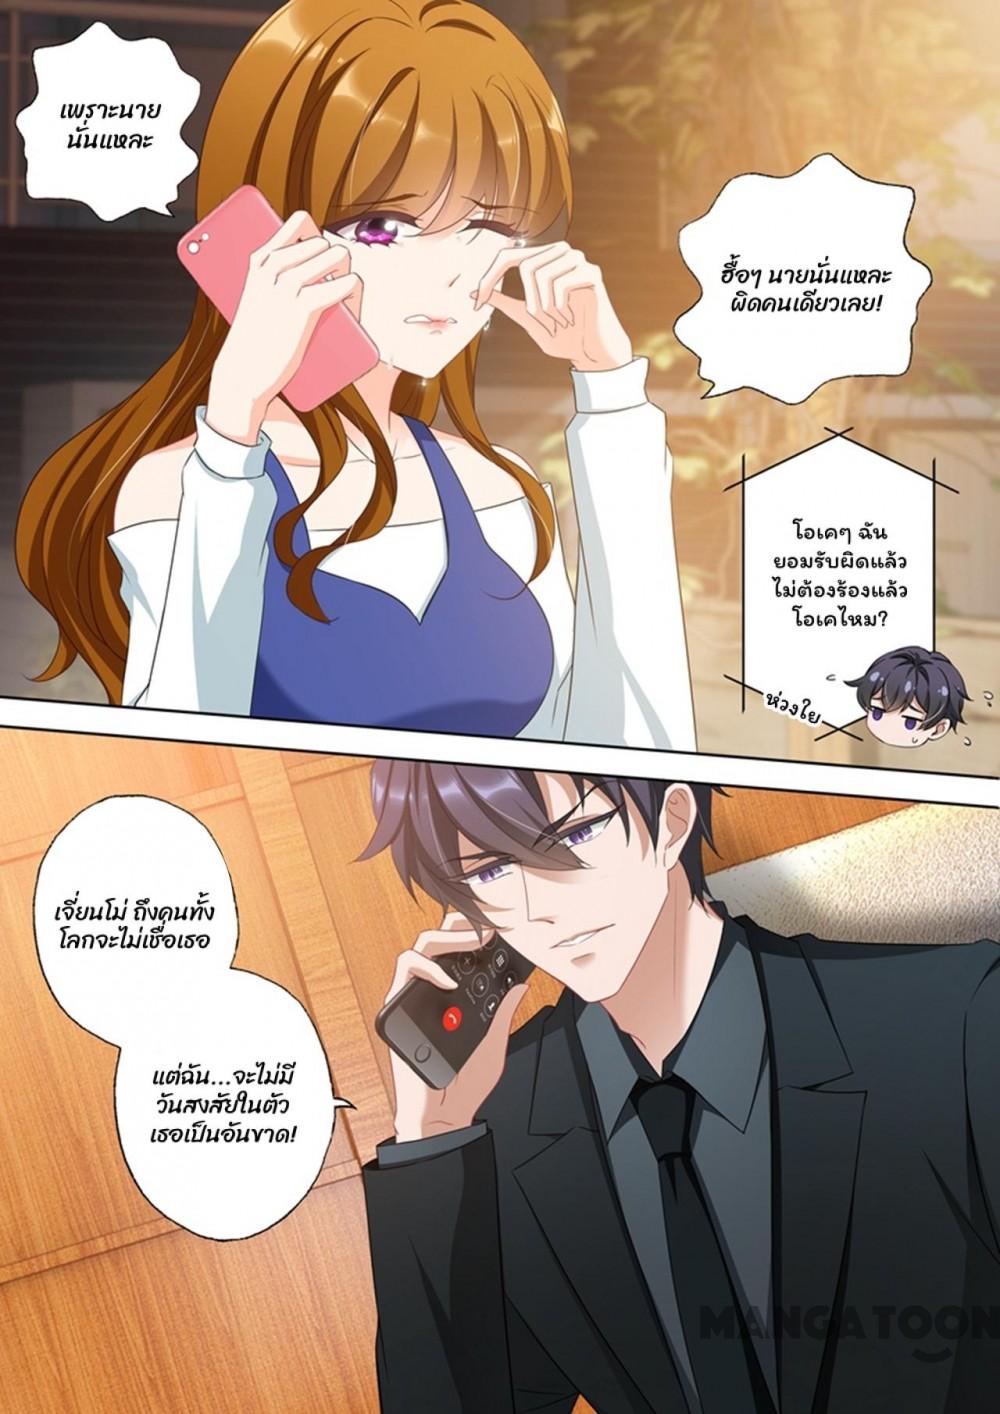 เพราะนาย
นั่นแหละ
ฮื้อๆ นายนั่นแหละ
ผิดคนเดียวเลย!
โอเคๆ ฉัน
ยอมรับผิดแล้ว
ไม่ต้องร้องแล้ว
โอเคไหม?
ห่วงใย
เจี่ยนโม่ ถึงคนทั้ง
โลกจะไม่เชื่อเธอ
แต่ฉัน...จะไม่มี
วันสงสัยในตัว
เธอเป็นอันขาด!
MANGATOON